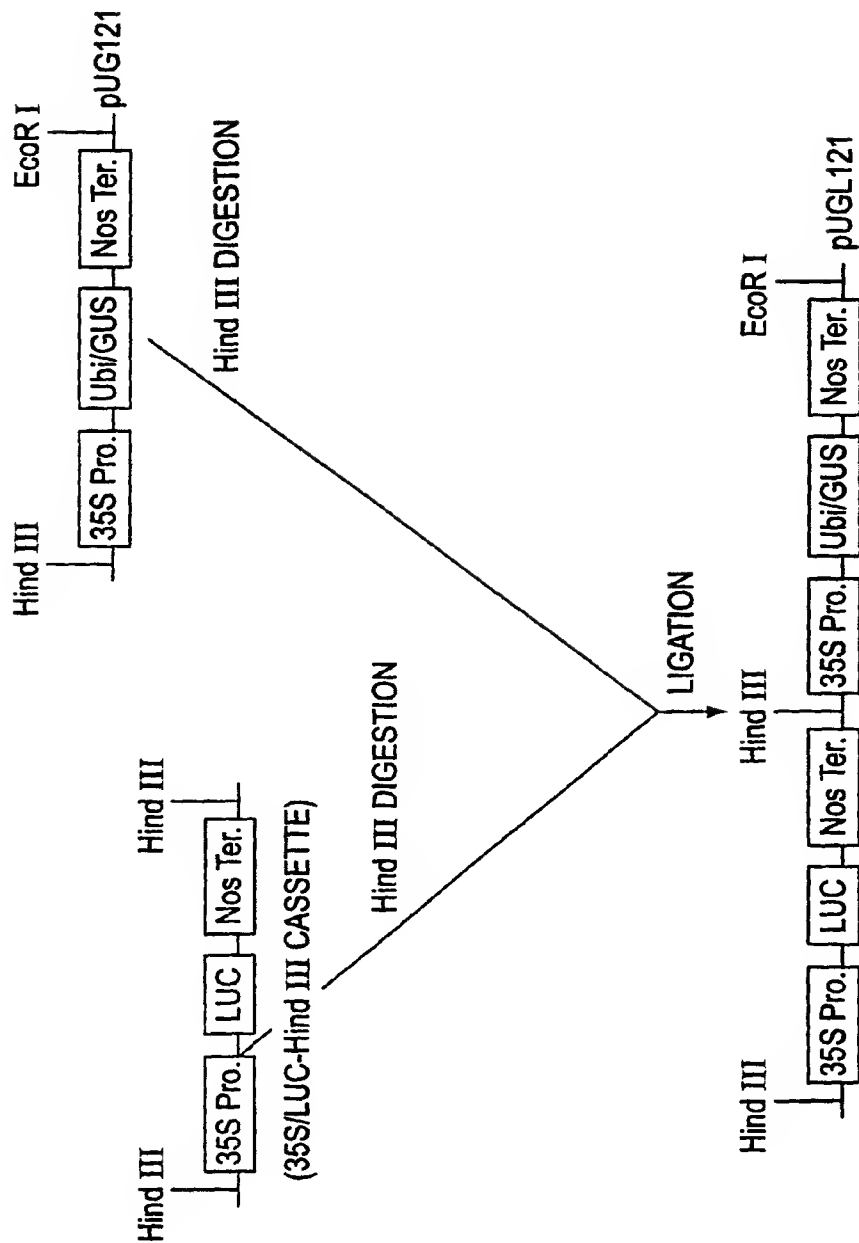 Hind III
EcoR I
35S Pro.
Ubi/GUS
Nos Ter.
pUG121
Hind III DIGESTION
Hind III
Hind III
35S Pro.
LUC
Nos Ter.
(35S/LUC-Hind III CASSETTE)
Hind III DIGESTION
LIGATION
Hind III
Hind III
EcoR I
35S Pro.
LUC
Nos Ter.
35S Pro.
Ubi/GUS
Nos Ter.
pUGL121